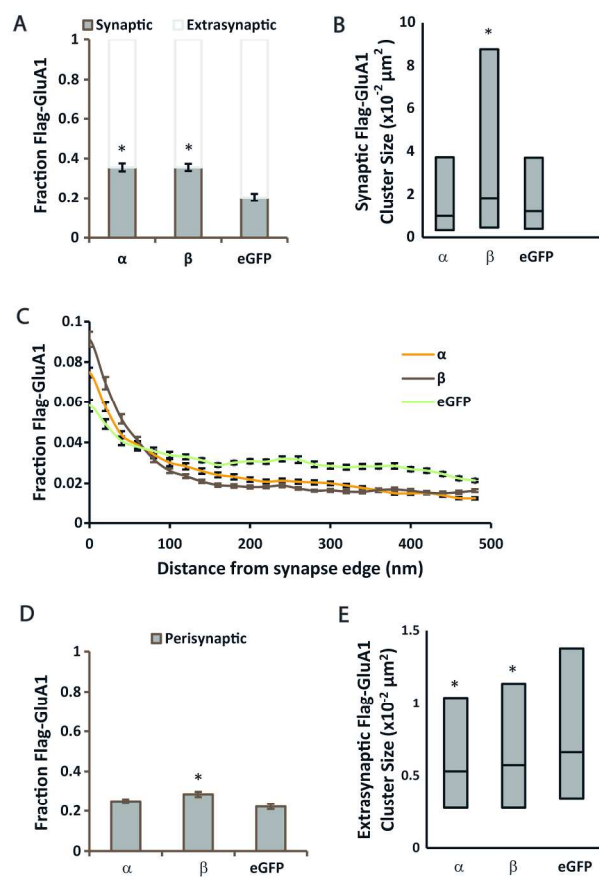 A
Synaptic Extrasynaptic
Fraction Flag-GluA1
1
0.8
0.6
0.4
0.2
0
* *
α β eGFP
B
Synaptic Flag-GluA1
Cluster Size (x10-2 µm2)
10
8
6
4
2
0
*
α β eGFP
C
Fraction Flag-GluA1
0.1
0.08
0.06
0.04
0.02
0
α
β
eGFP
0 100 200 300 400 500
Distance from synapse edge (nm)
D
Perisynaptic
Fraction Flag-GluA1
1
0.8
0.6
0.4
0.2
0
*
α β eGFP
E
Extrasynaptic Flag-GluA1
Cluster Size (x10-2 µm2)
1.5
1
0.5
0
* *
α β eGFP